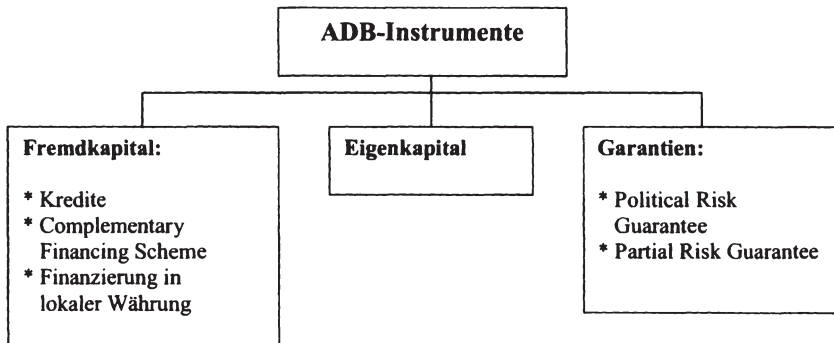 ADB-Instrumente
Fremdkapital:
* Kredite
* Complementary
Financing Scheme
* Finanzierung in
lokaler Währung
Eigenkapital
Garantien:
* Political Risk
Guarantee
* Partial Risk Guarantee